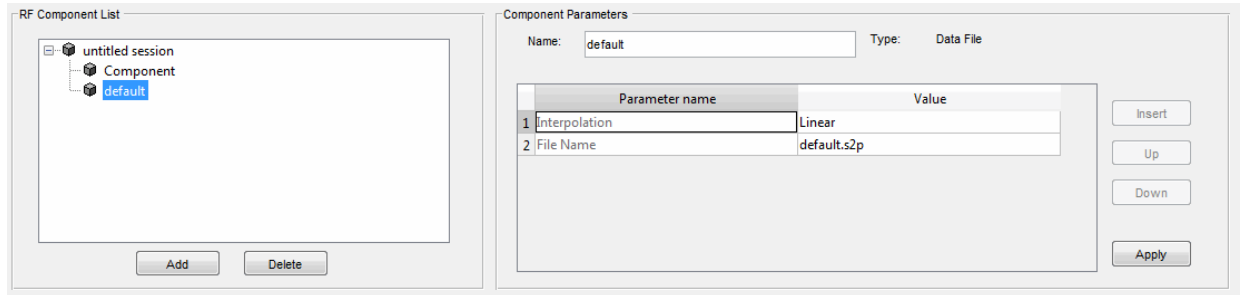 RF Component List
untitled session
Component
default
Add
Delete
Component Parameters
Name:
default
Type:
Data File
Parameter name
Value
1
Interpolation
Linear
2
File Name
default.s2p
Insert
Up
Down
Apply